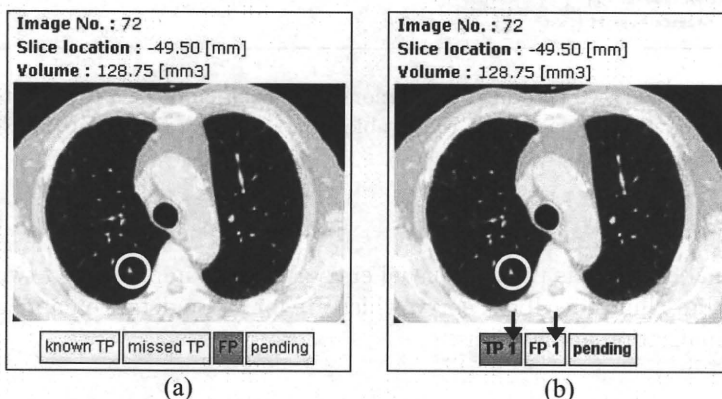 Image No. : 72
Slice location : -49.50 [mm]
Volume : 128.75 [mm3]
known TP missed TP FP pending
(a)
Image No. : 72
Slice location : -49.50 [mm]
Volume : 128.75 [mm3]
TP 1 FP 1 pending
(b)